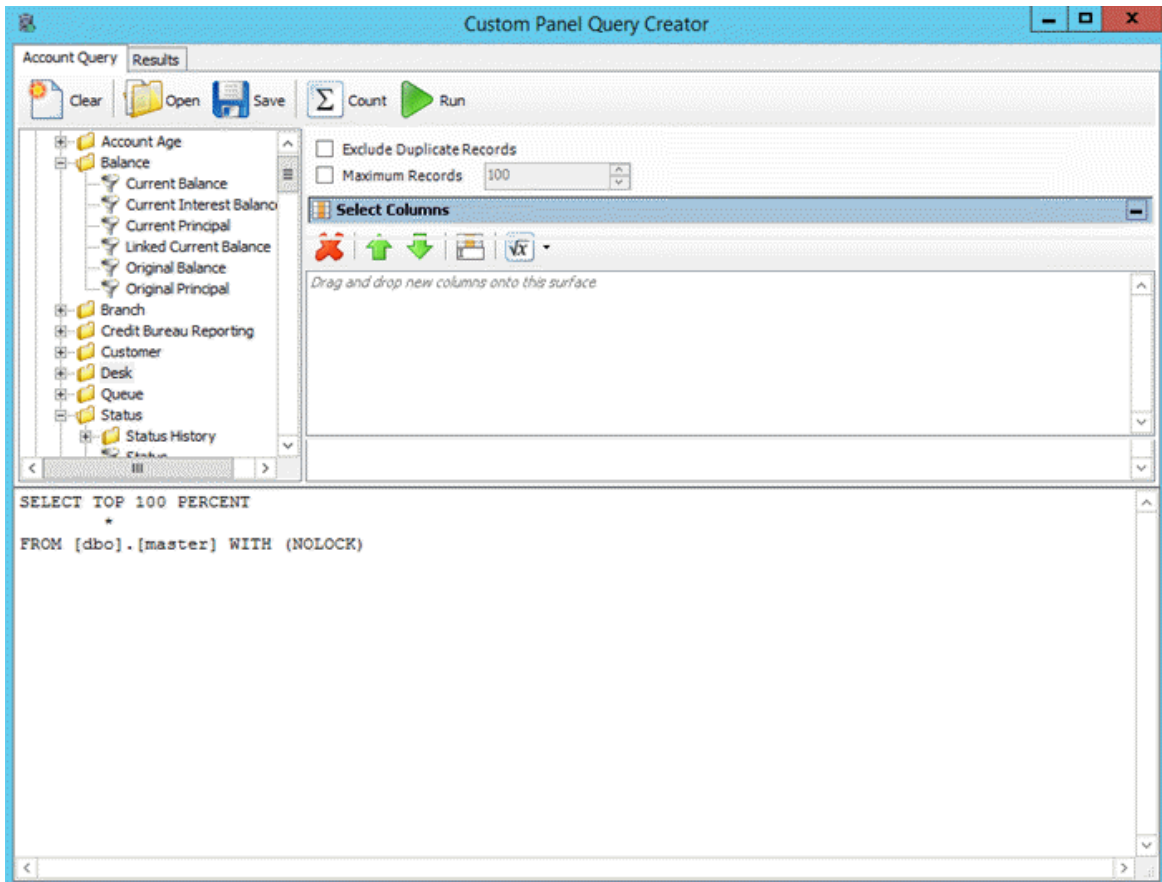 Custom Panel Query Creator
Account Query Results
Clear Open Save Σ Count Run
Account Age
Balance
Current Balance
Current Interest Balanc
Current Principal
Linked Current Balance
Original Balance
Original Principal
Branch
Credit Bureau Reporting
Customer
Desk
Queue
Status
Status History
Status
Exclude Duplicate Records
Maximum Records 100
Select Columns
√x
Drag and drop new columns onto this surface
SELECT TOP 100 PERCENT
*
FROM [dbo].[master] WITH (NOLOCK)